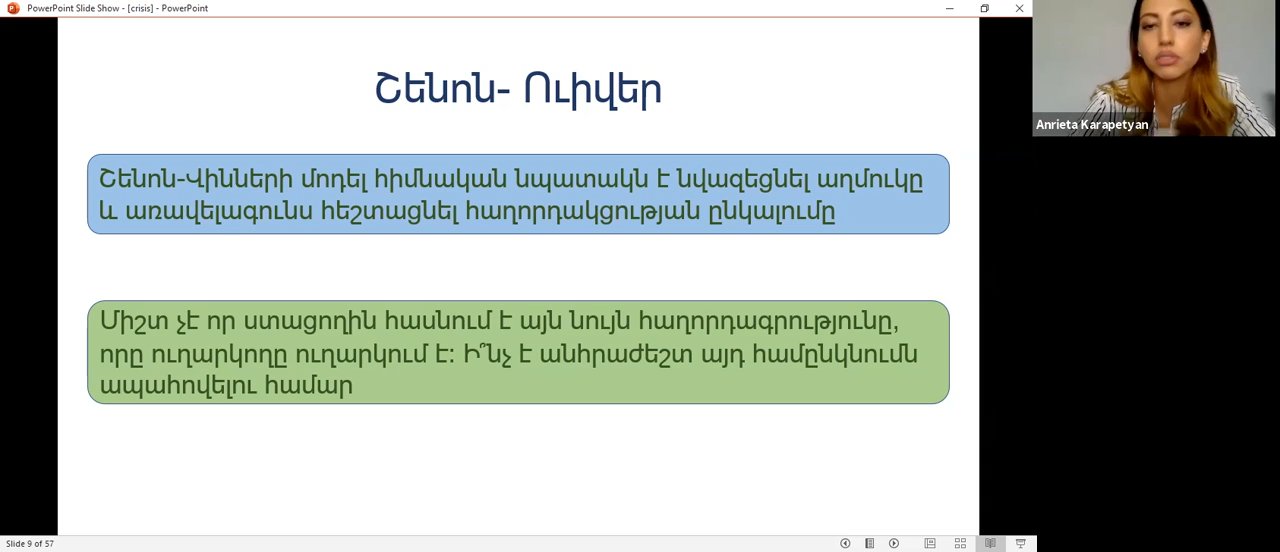 PowerPoint Slide Show - [crisis] - PowerPoint
Շենոն- Ուիվեր
Շենոն-Վինների մոդել հիմնական նպատակն է նվազեցնել աղմուկը
և առավելագունս հեշտացնել հաղորդակցության ընկալումը
Միշտ չէ որ ստացողին հասնում է այն նույն հաղորդագրությունը,
որը ուղարկողը ուղարկում է։ Ի՞նչ է անհրաժեշտ այդ համընկնումն
ապահովելու համար
Anrieta Karapetyan
Slide 9 of 57